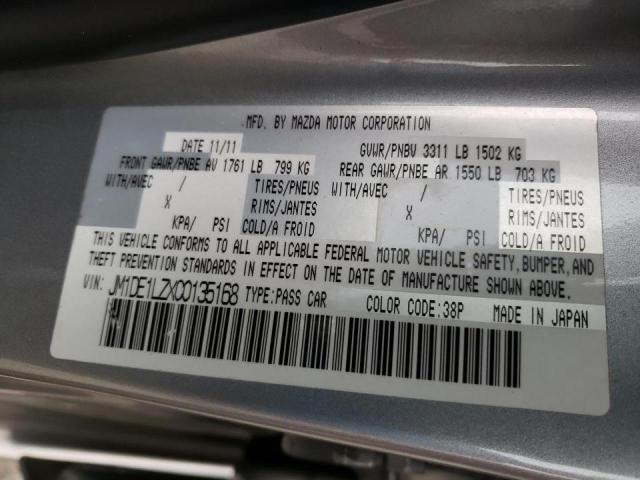 MFD. BY MAZDA MOTOR CORPORATION
DATE 11/11 GVWR/PNBV 3311 LB 1502 KG
FRONT GAWR/PNBE AV 1761 LB 799 KG REAR GAWR/PNBE AR 1550 LB 703 KG
WITH/AVEC / TIRES/PNEUS WITH/AVEC / TIRES/PNEUS
X RIMS/JANTES X RIMS/JANTES
KPA/ PSI COLD/A FROID KPA/ PSI COLD/A FROID
THIS VEHICLE CONFORMS TO ALL APPLICABLE FEDERAL MOTOR VEHICLE SAFETY, BUMPER, AND
THEFT PREVENTION STANDARDS IN EFFECT ON THE DATE OF MANUFACTURE SHOWN ABOVE.
VIN: JM1DE1LZXC0135168 TYPE:PASS CAR COLOR CODE:38P MADE IN JAPAN